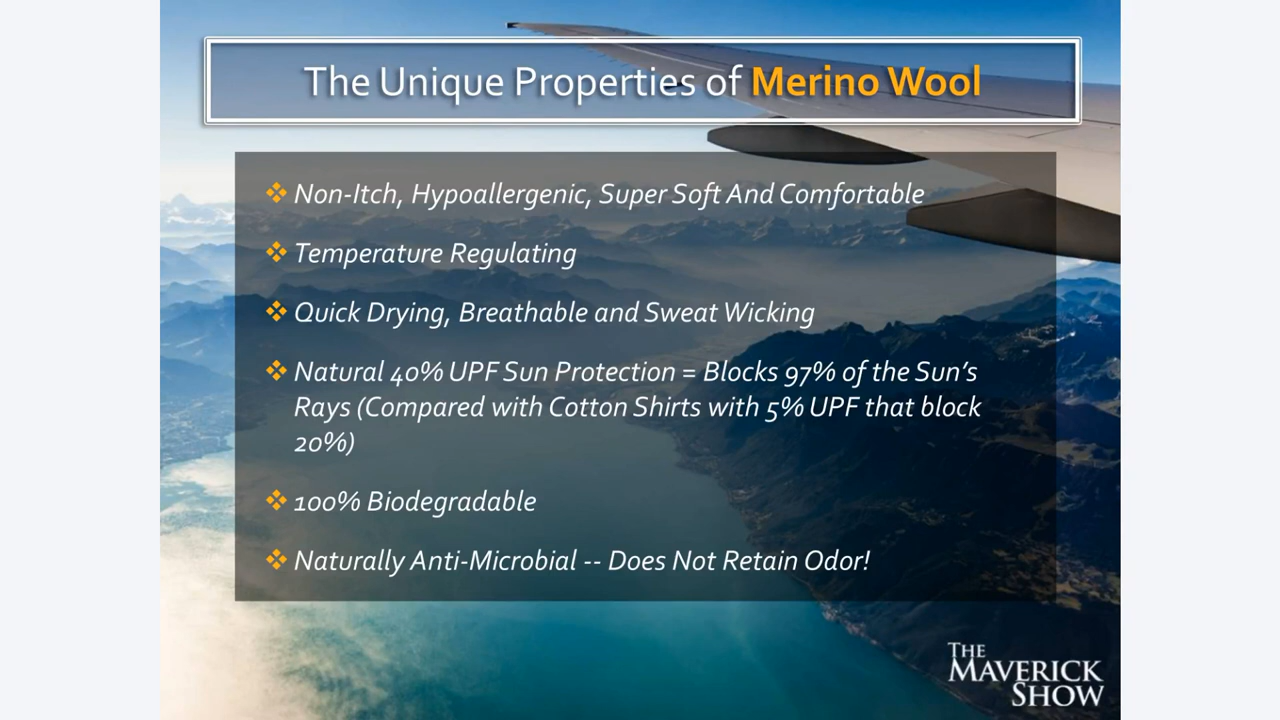 The Unique Properties of Merino Wool
Non-Itch, Hypoallergenic, Super Soft And Comfortable
Temperature Regulating
Quick Drying, Breathable and Sweat Wicking
Natural 40% UPF Sun Protection = Blocks 97% of the Sun's
Rays (Compared with Cotton Shirts with 5% UPF that block
20%)
100% Biodegradable
Naturally Anti-Microbial -- Does Not Retain Odor!
THE
MAVERICK
SHOW